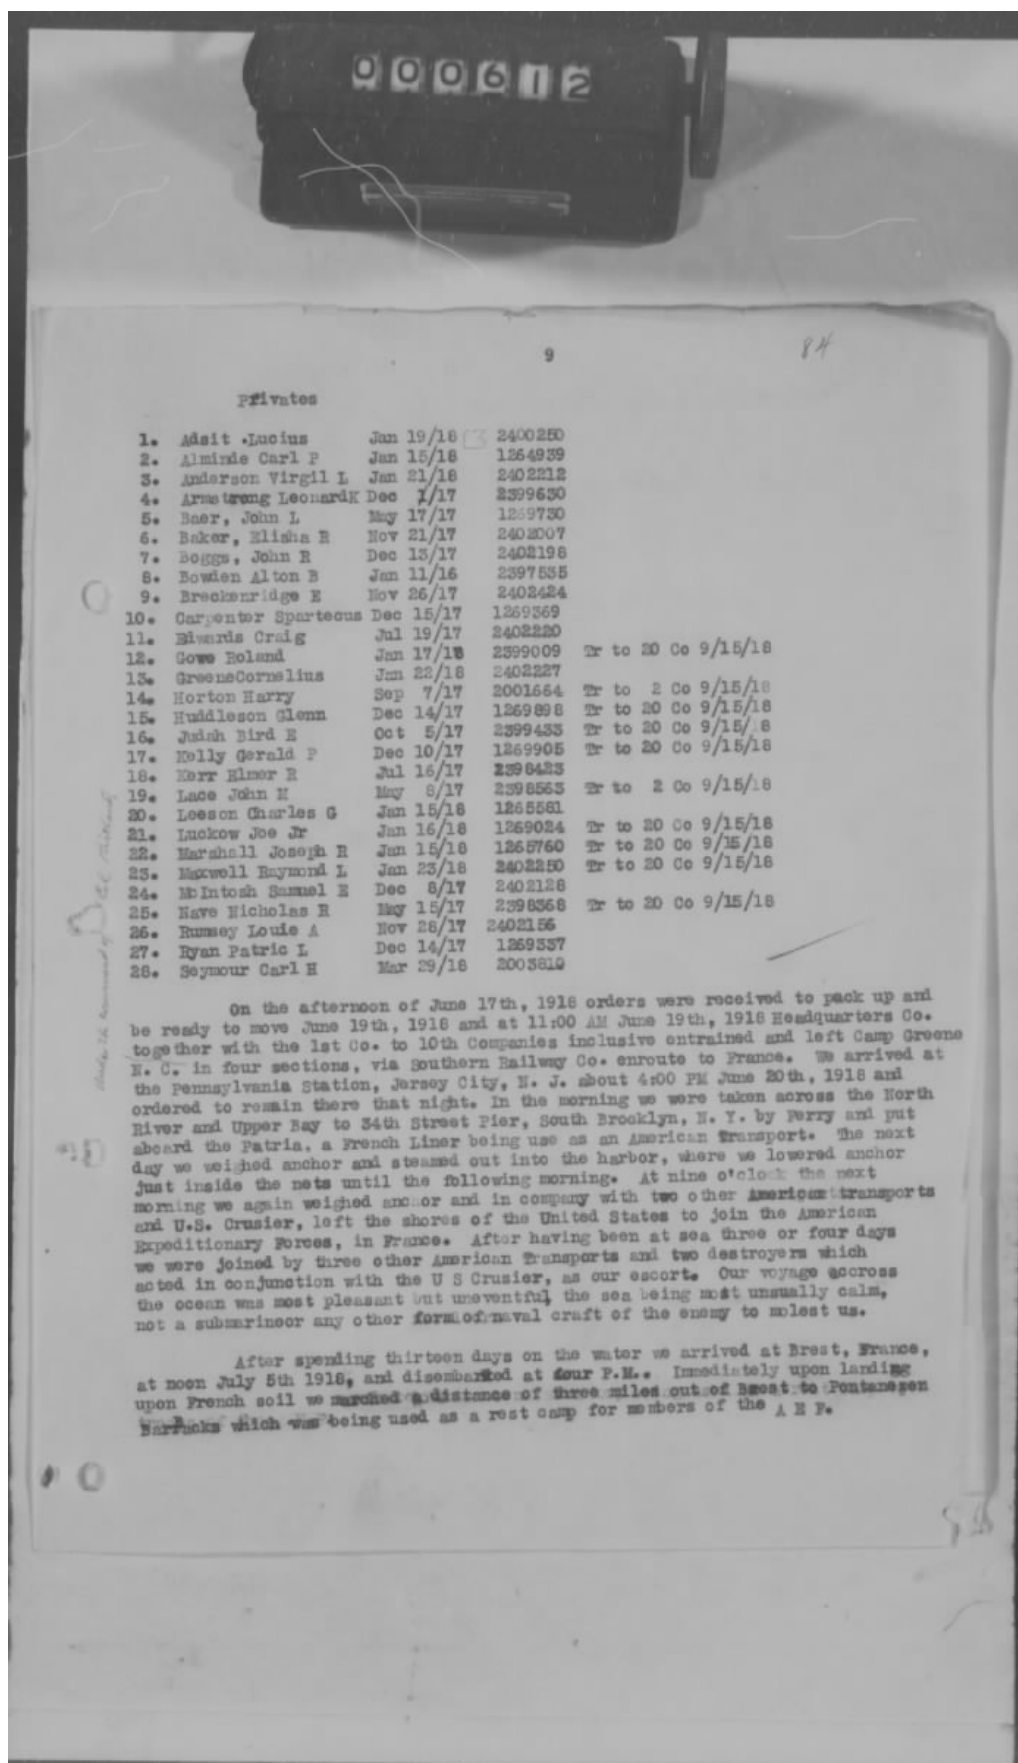 000612
9
84
Privates
1. Adsit .Lucius Jan 19/18 2400250
2. Alminde Carl P Jan 15/18 1264939
3. Anderson Virgil L Jan 21/18 2402212
4. Armstrong LeonardK Dec 1/17 2399630
5. Baer, John L May 17/17 1269730
6. Baker, Elisha R Nov 21/17 2402007
7. Boggs, John R Dec 13/17 2402198
8. Bowden Alton B Jan 11/16 2397535
9. Breckenridge E Nov 26/17 2402424
10. Carpenter Sparteous Dec 15/17 1269369
11. Edwards Craig Jul 19/17 2402220
12. Gowe Roland Jan 17/18 2399009 Tr to 20 Co 9/15/18
13. GreeneCornelius Jan 22/18 2402227
14. Horton Harry Sep 7/17 2001664 Tr to 2 Co 9/15/18
15. Huddleson Glenn Dec 14/17 1269898 Tr to 20 Co 9/15/18
16. Judah Bird E Oct 5/17 2399433 Tr to 20 Co 9/15/ 8
17. Kelly Gerald P Dec 10/17 1269905 Tr to 20 Co 9/15/18
18. Kerr Elmer R Jul 16/17 2398423
19. Lace John M May 8/17 2398563 Tr to 2 Co 9/15/18
20. Leeson Charles G Jan 15/18 1265581
21. Luckow Joe Jr Jan 16/18 1269024 Tr to 20 Co 9/15/18
22. Marshall Joseph R Jan 15/18 1265760 Tr to 20 Co 9/15/18
23. Maxwell Raymond L Jan 23/18 2402250 Tr to 20 Co 9/15/18
24. McIntosh Samuel E Dec 8/17 2402128
25. Nave Nicholas R May 15/17 2398368 Tr to 20 Co 9/15/18
26. Rumsey Louie A Nov 28/17 2402156
27. Ryan Patric L Dec 14/17 1269337
28. Seymour Carl H Mar 29/18 2003810
On the afternoon of June 17th, 1918 orders were received to pack up and
be ready to move June 19th, 1918 and at 11:00 AM June 19th, 1918 Headquarters Co.
together with the 1st Co. to 10th Companies inclusive entrained and left Camp Greene
N. C. in four sections, via Southern Railway Co. enroute to France. We arrived at
the Pennsylvania Station, Jersey City, N. J. about 4:00 PM June 20th, 1918 and
ordered to remain there that night. In the morning we were taken across the North
River and Upper Bay to 34th Street Pier, South Brooklyn, N. Y. by Ferry and put
aboard the Patria, a French Liner being use as an American Transport. The next
day we weighed anchor and steamed out into the harbor, where we lowered anchor
just inside the nets until the following morning. At nine o'clock the next
morning we again weighed anchor and in company with two other American transports
and U.S. Crusier, left the shores of the United States to join the American
Expeditionary Forces, in France. After having been at sea three or four days
we were joined by three other American Transports and two destroyers which
acted in conjunction with the U S Crusier, as our escort. Our voyage accross
the ocean was most pleasant but uneventful, the sea being most unsually calm,
not a submarineor any other form of naval craft of the enemy to molest us.
After spending thirteen days on the water we arrived at Brest, France,
at noon July 5th 1918, and disembarked at four P.M.. Immediately upon landing
upon French soil we marched a distance of three miles out of Brest to Pontanezen
Barracks which was being used as a rest camp for members of the A E F.